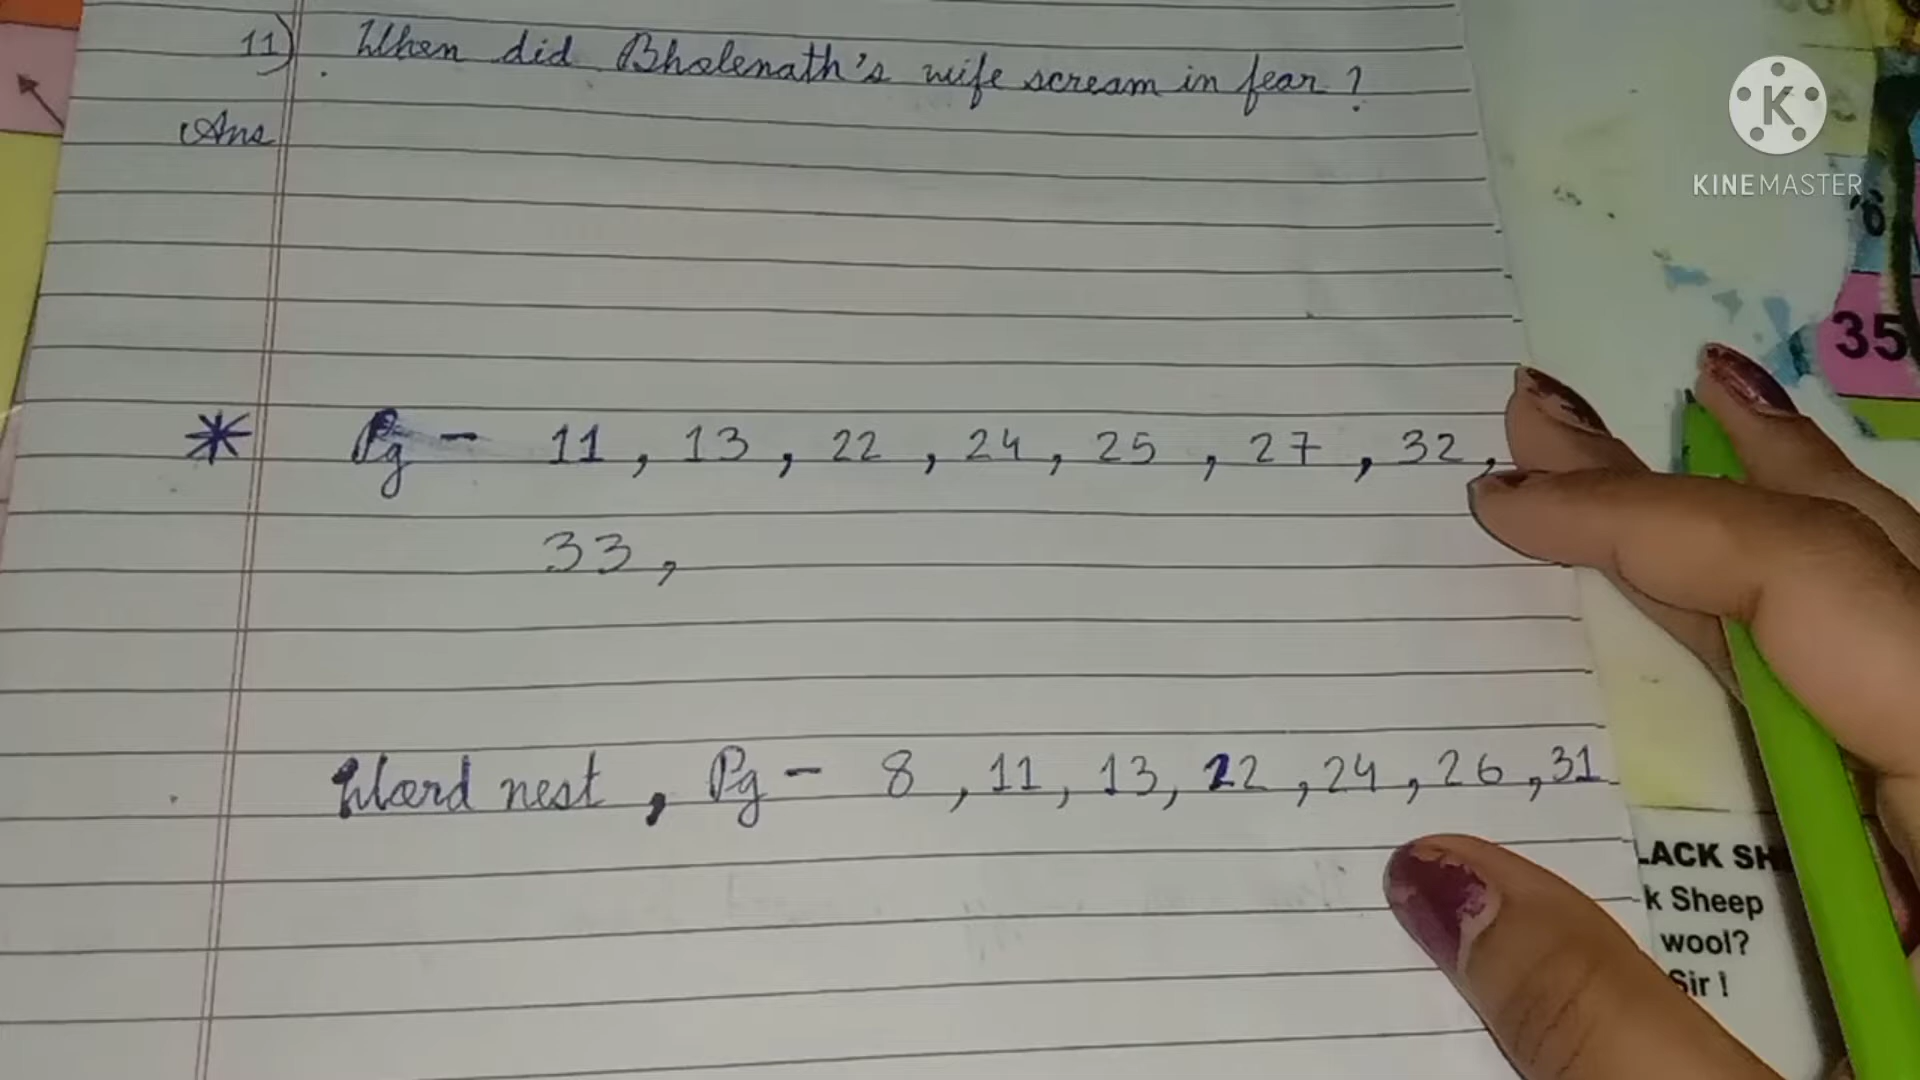 11) When did Bholenath's wife scream in fear?
Ans
KINEMASTER
35
* Pg - 11, 13, 22, 24, 25, 27, 32,
33,
Word nest, Pg - 8, 11, 13, 22, 24, 26, 31
LACK SH
k Sheep
wool?
Sir!